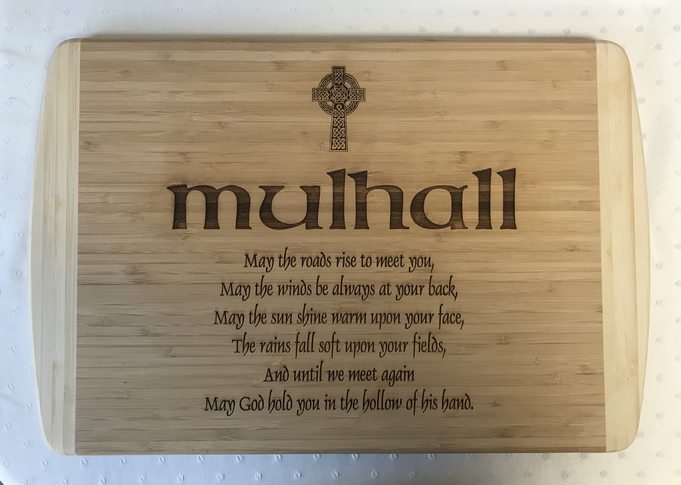 mulhall
May the roads rise to meet you,
May the winds be always at your back,
May the sun shine warm upon your face,
The rains fall soft upon your fields,
And until we meet again
May God hold you in the hollow of his hand.